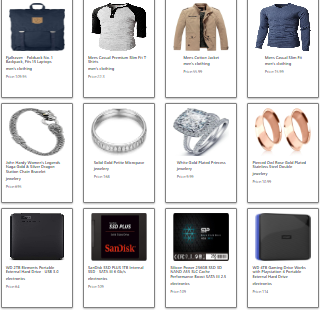 Fjallraven - Foldsack No. 1
Backpack, Fits 15 Laptops
men's clothing
Price:109.95
Mens Casual Premium Slim Fit T
Shirts
men's clothing
Price:22.3
Mens Cotton Jacket
men's clothing
Price:55.99
Mens Casual Slim Fit
men's clothing
Price:15.99
John Hardy Women's Legends
Naga Gold & Silver Dragon
Station Chain Bracelet
jewelery
Price:695
Solid Gold Petite Micropave
jewelery
Price:168
White Gold Plated Princess
jewelery
Price:9.99
Pierced Owl Rose Gold Plated
Stainless Steel Double
jewelery
Price:10.99
WD 2TB Elements Portable
External Hard Drive - USB 3.0
electronics
Price:64
SSD PLUS
SanDisk
SanDisk SSD PLUS 1TB Internal
SSD - SATA III 6 Gb/s
electronics
Price:109
SP
Silicon Power 256GB SSD 3D
NAND A55 SLC Cache
Performance Boost SATA III 2.5
electronics
Price:109
WD 4TB Gaming Drive Works
with Playstation 4 Portable
External Hard Drive
electronics
Price:114